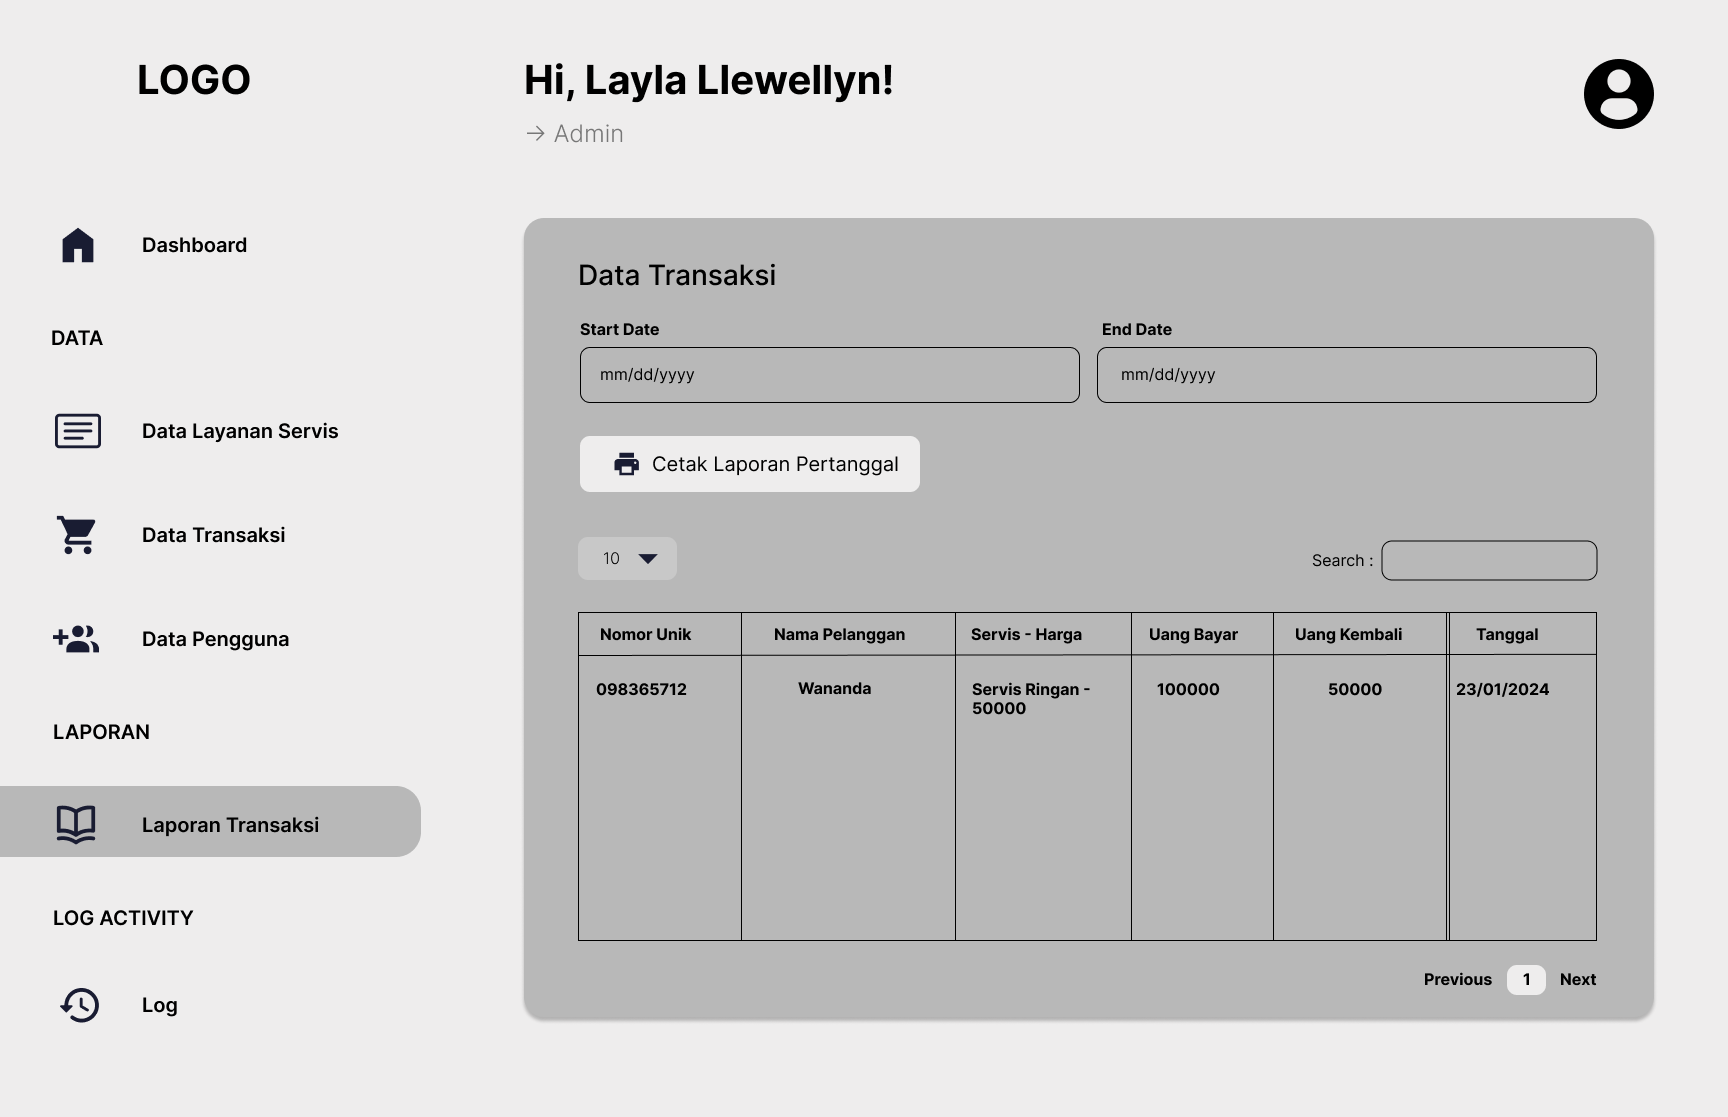 LOGO
Hi, Layla Llewellyn!
→ Admin
Dashboard
DATA
Data Layanan Servis
Data Transaksi
Data Pengguna
LAPORAN
Laporan Transaksi
LOG ACTIVITY
Log
Data Transaksi
Start Date
End Date
mm/dd/yyyy
mm/dd/yyyy
Cetak Laporan Pertanggal
10
Search :
Nomor Unik
Nama Pelanggan
Servis - Harga
Uang Bayar
Uang Kembali
Tanggal
098365712
Wananda
Servis Ringan -
50000
100000
50000
23/01/2024
Previous
1
Next